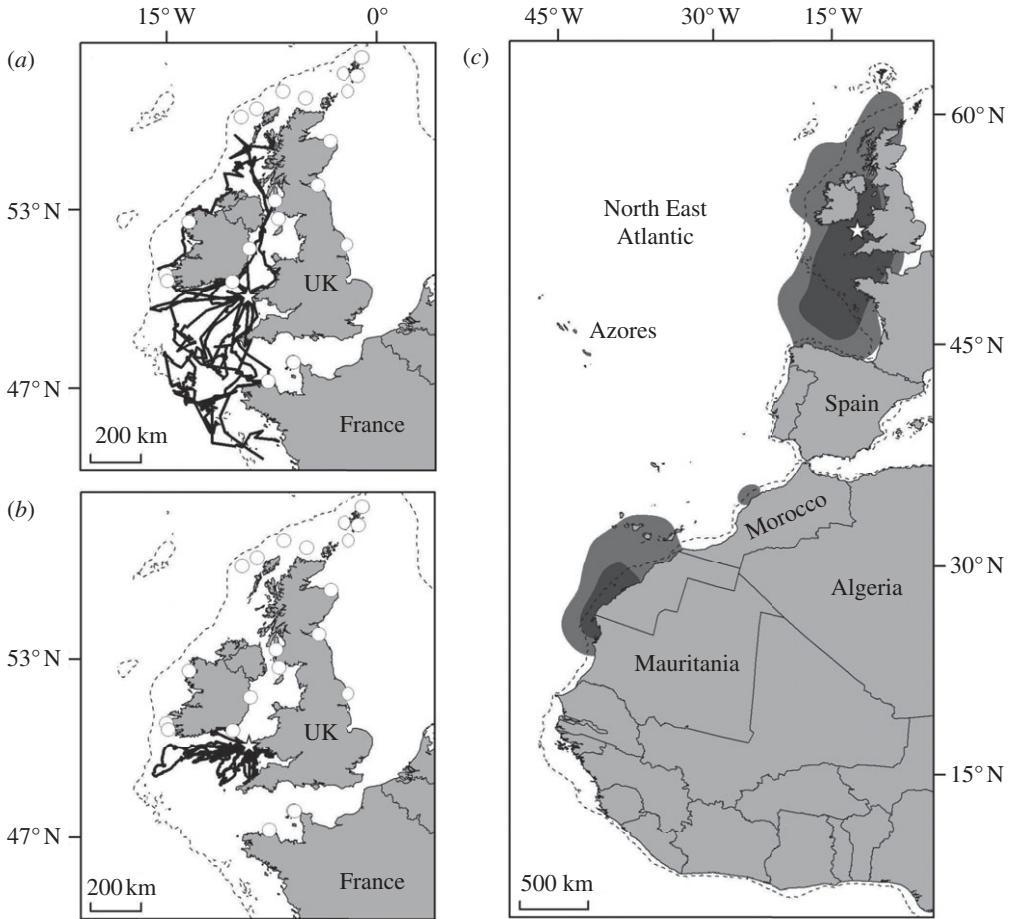 15° W 0°
(a)
53° N
UK
47° N
France
200 km
(b)
53° N
UK
47° N
France
200 km
45° W 30° W 15° W
(c)
60° N
North East
Atlantic
Azores
45° N
Spain
Morocco
30° N
Algeria
Mauritania
15° N
500 km